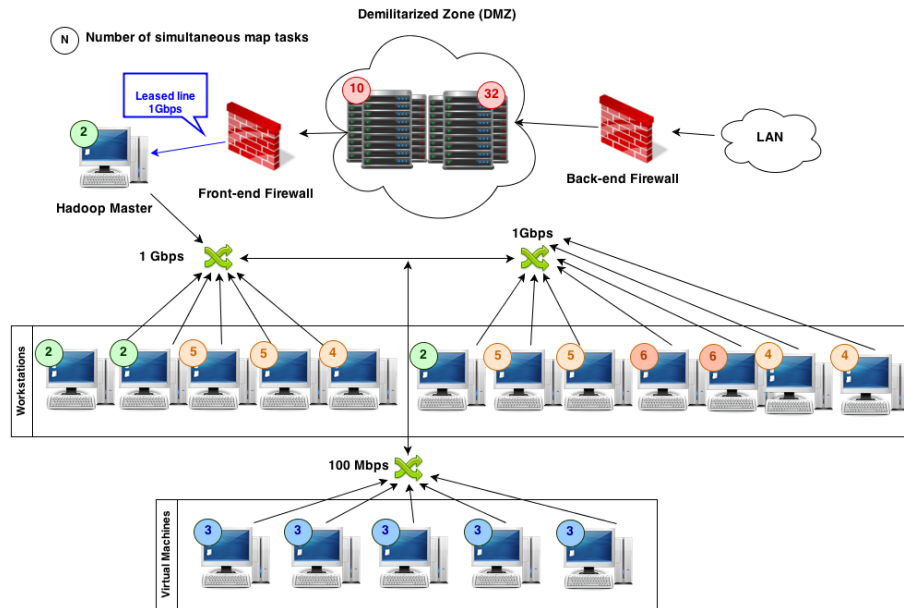 Demilitarized Zone (DMZ)
N Number of simultaneous map tasks
Leased line
1Gbps
10
32
2
LAN
Hadoop Master
Front-end Firewall
Back-end Firewall
1 Gbps
1Gbps
Workstations
2
2
5
5
4
2
5
5
6
6
4
4
100 Mbps
Virtual Machines
3
3
3
3
3